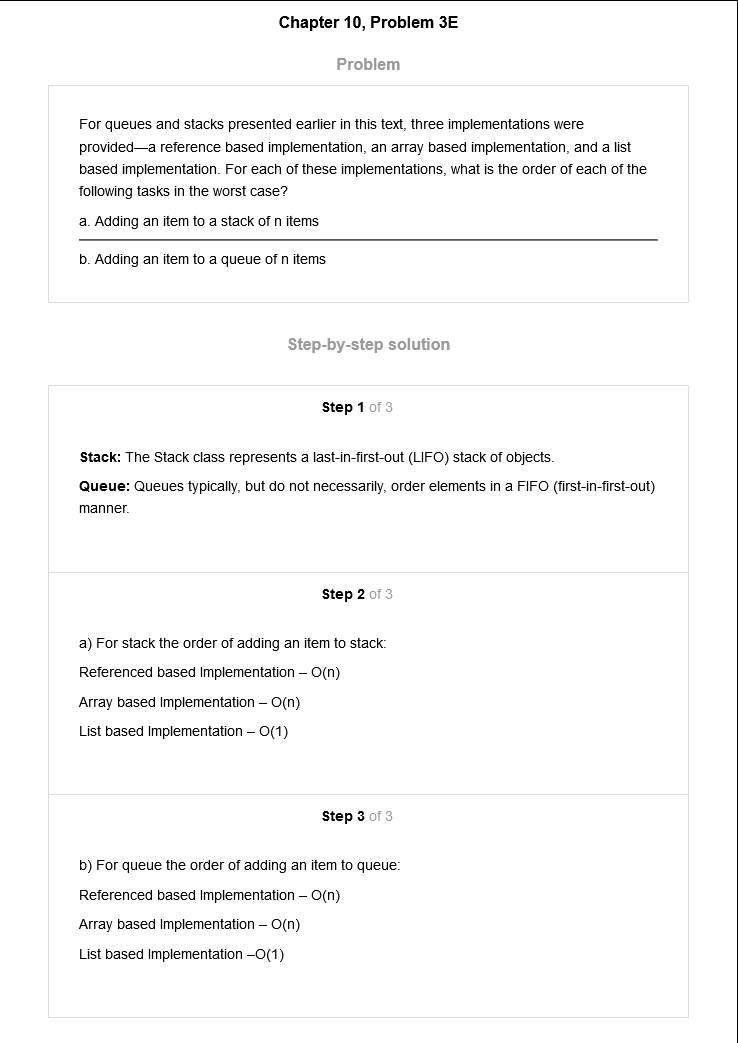 Chapter 10, Problem 3E
Problem
For queues and stacks presented earlier in this text, three implementations were
provided—a reference based implementation, an array based implementation, and a list
based implementation. For each of these implementations, what is the order of each of the
following tasks in the worst case?
a. Adding an item to a stack of n items
b. Adding an item to a queue of n items
Step-by-step solution
Step 1 of 3
Stack: The Stack class represents a last-in-first-out (LIFO) stack of objects.
Queue: Queues typically, but do not necessarily, order elements in a FIFO (first-in-first-out)
manner.
Step 2 of 3
a) For stack the order of adding an item to stack:
Referenced based Implementation – O(n)
Array based Implementation – O(n)
List based Implementation – O(1)
Step 3 of 3
b) For queue the order of adding an item to queue:
Referenced based Implementation – O(n)
Array based Implementation – O(n)
List based Implementation –O(1)